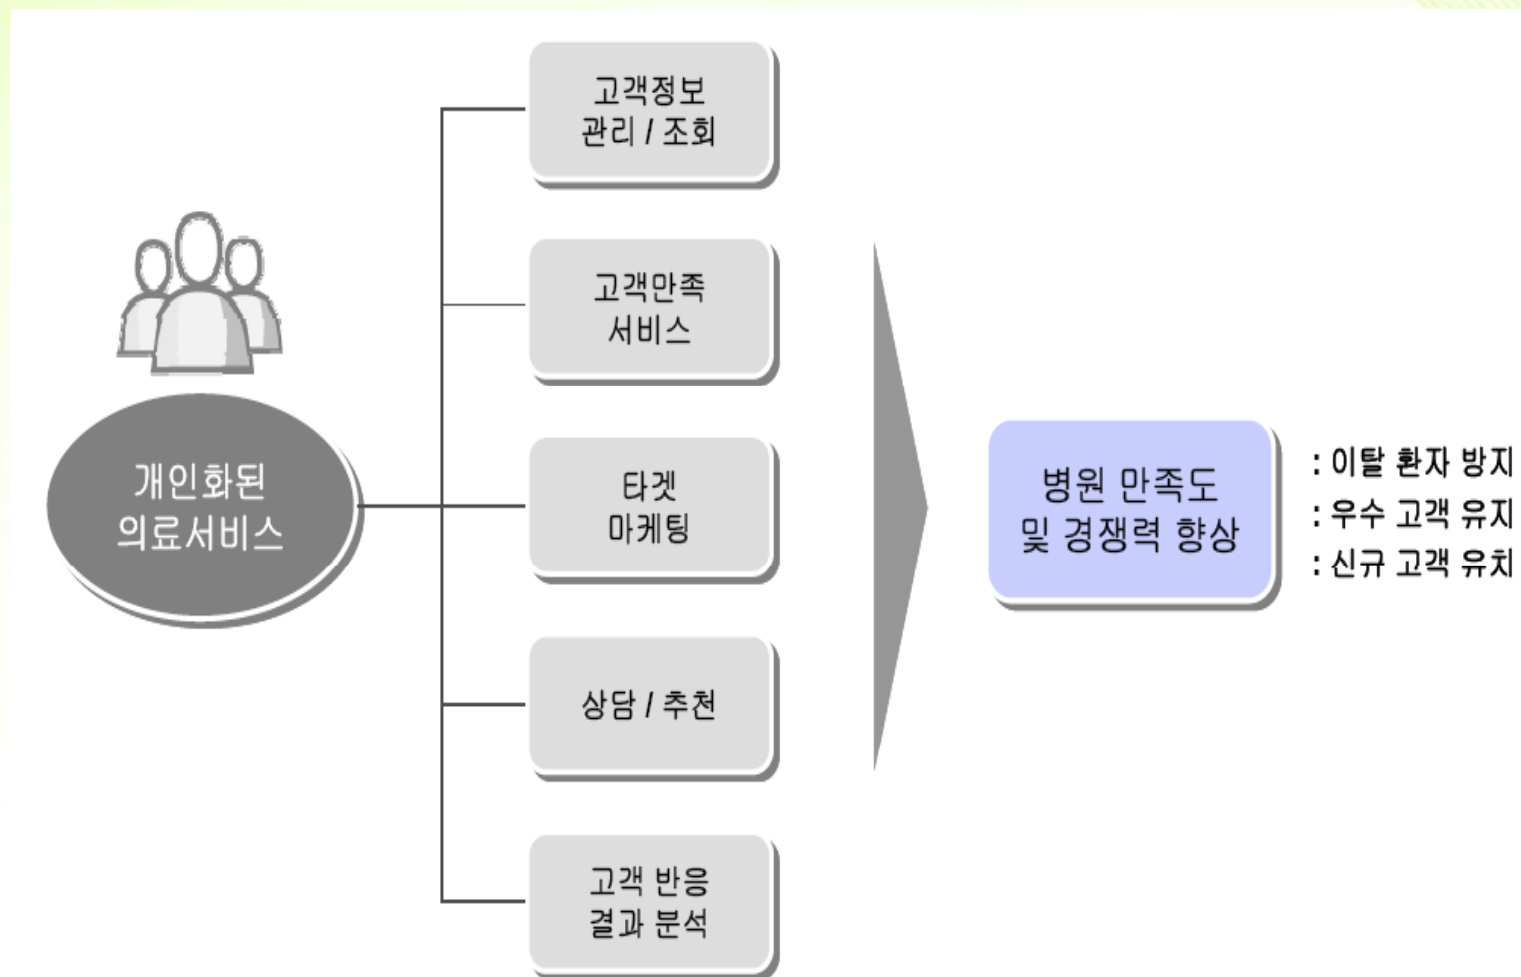 고객정보
관리 / 조회
고객만족
서비스
개인화된
의료서비스
타겟
마케팅
상담 / 추천
고객 반응
결과 분석
병원 만족도
및 경쟁력 향상
: 이탈 환자 방지
: 우수 고객 유지
: 신규 고객 유치